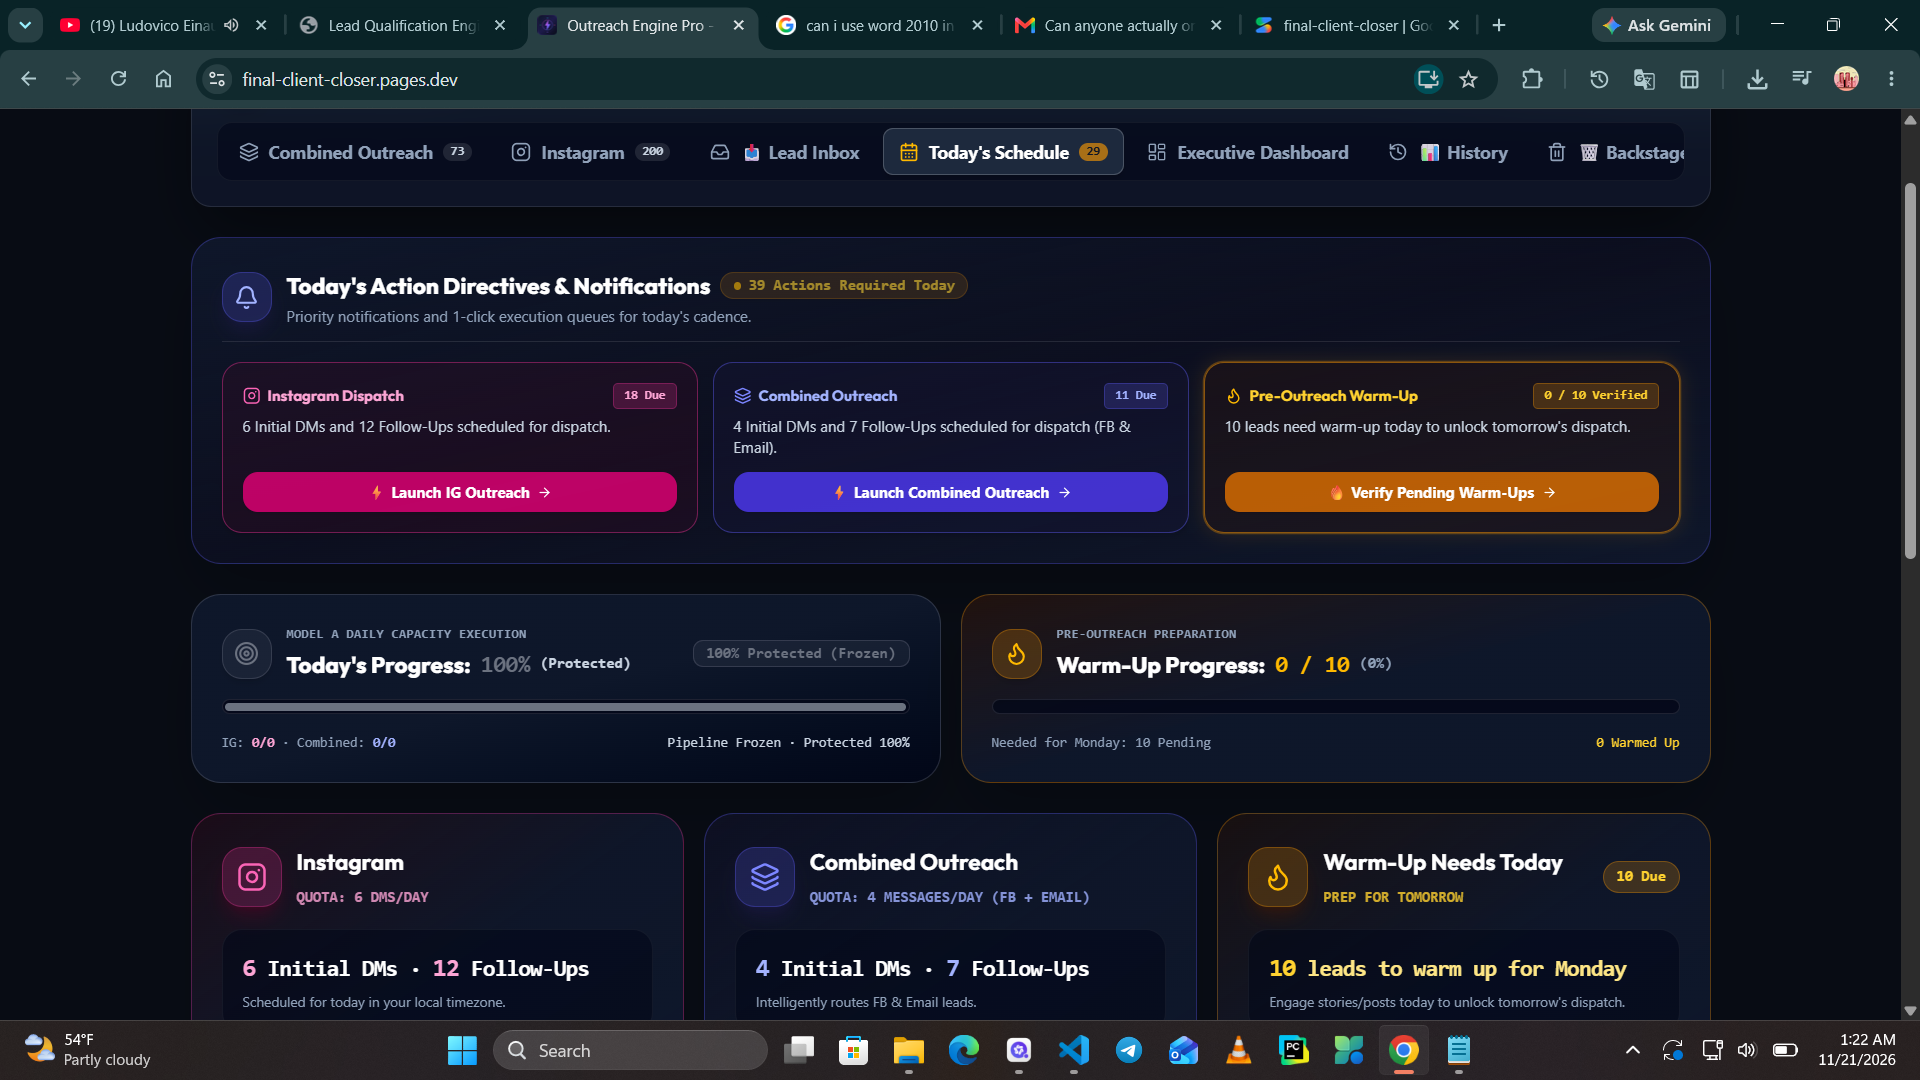 (19) Ludovico Einau
Lead Qualification Eng
Outreach Engine Pro -
can i use word 2010 in
Can anyone actually or
final-client-closer | Goo
Ask Gemini
final-client-closer.pages.dev
Combined Outreach 73
Instagram 200
Lead Inbox
Today's Schedule 29
Executive Dashboard
History
Backstage
Today's Action Directives & Notifications
39 Actions Required Today
Priority notifications and 1-click execution queues for today's cadence.
Instagram Dispatch
18 Due
6 Initial DMs and 12 Follow-Ups scheduled for dispatch.
Launch IG Outreach →
Combined Outreach
11 Due
4 Initial DMs and 7 Follow-Ups scheduled for dispatch (FB &
Email).
Launch Combined Outreach →
Pre-Outreach Warm-Up
0 / 10 Verified
10 leads need warm-up today to unlock tomorrow's dispatch.
Verify Pending Warm-Ups →
MODEL A DAILY CAPACITY EXECUTION
Today's Progress: 100% (Protected)
100% Protected (Frozen)
IG: 0/0 · Combined: 0/0
Pipeline Frozen · Protected 100%
PRE-OUTREACH PREPARATION
Warm-Up Progress: 0 / 10 (0%)
Needed for Monday: 10 Pending
0 Warmed Up
Instagram
QUOTA: 6 DMS/DAY
6 Initial DMs · 12 Follow-Ups
Scheduled for today in your local timezone.
Combined Outreach
QUOTA: 4 MESSAGES/DAY (FB + EMAIL)
4 Initial DMs · 7 Follow-Ups
Intelligently routes FB & Email leads.
Warm-Up Needs Today
PREP FOR TOMORROW
10 Due
10 leads to warm up for Monday
Engage stories/posts today to unlock tomorrow's dispatch.
54°F
Partly cloudy
Search
PC
1:22 AM
11/21/2026